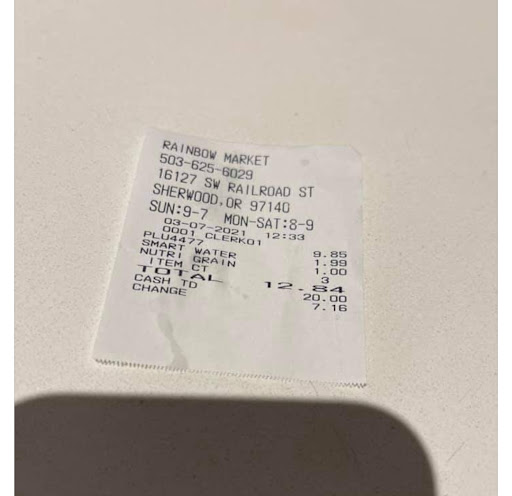 RAINBOW MARKET
503-625-6029
16127 SW RAILROAD ST
SHERWOOD,OR 97140
SUN:9-7 MON-SAT:8-9
03-07-2021 12:33
0001 CLERK01
PLU4477 9.85
SMART WATER 1.99
NUTRI GRAIN 1.00
ITEM CT 3
TOTAL 12.84
CASH TD 20.00
CHANGE 7.16